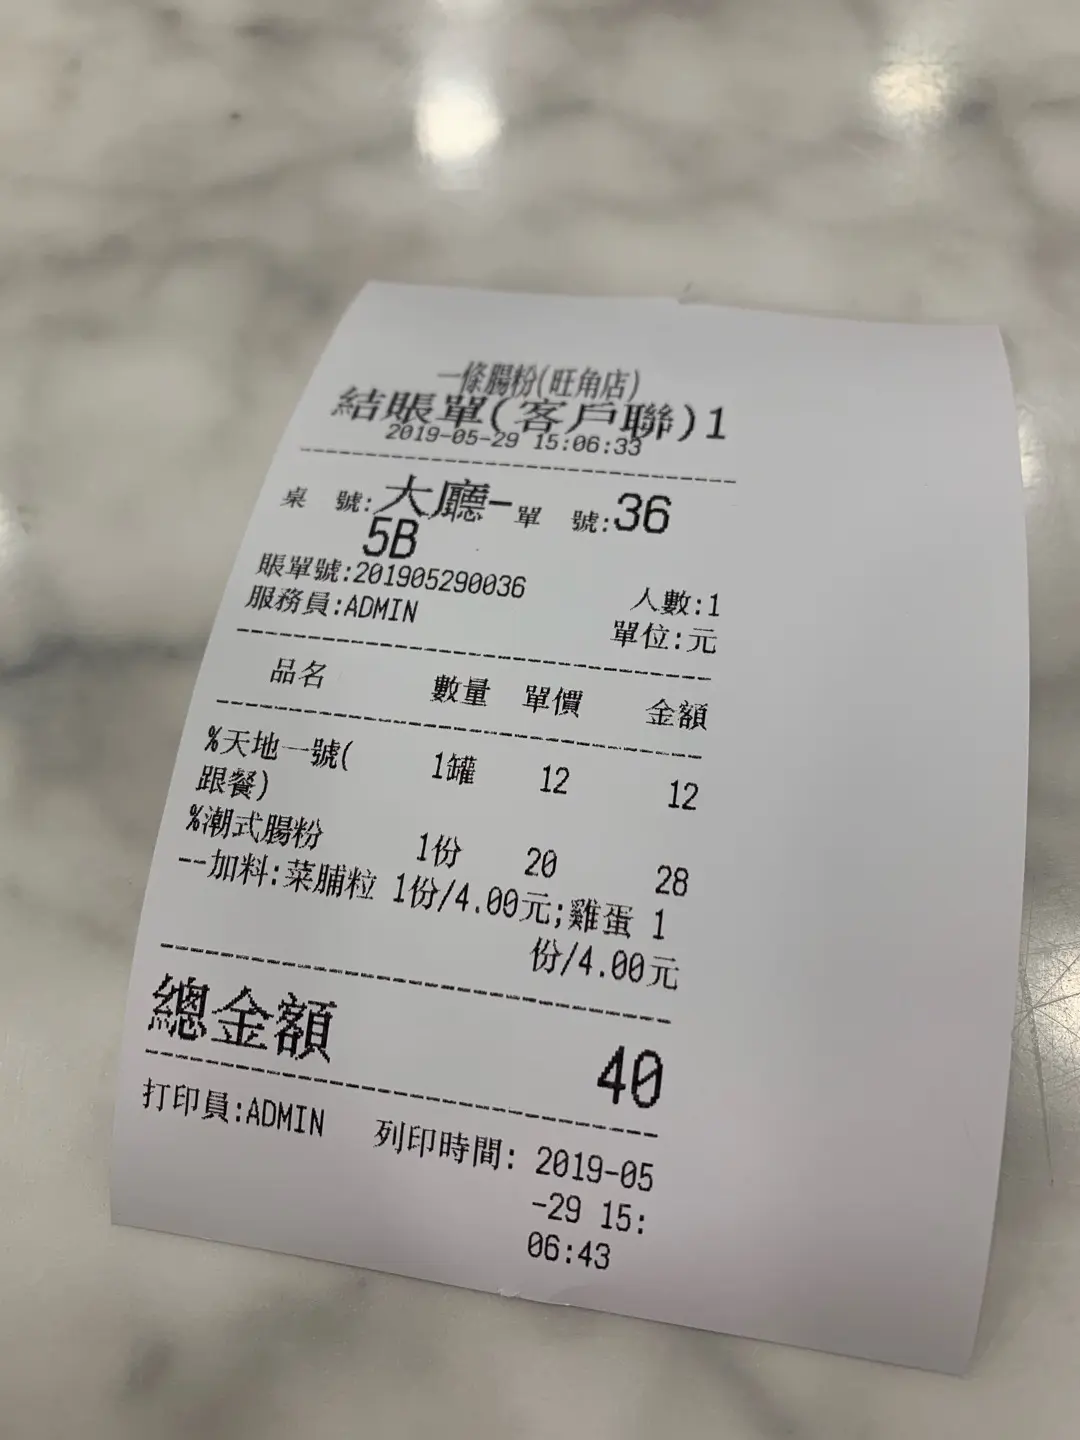 一條腸粉(旺角店)
結賬單(客戶聯)1
2019-05-29 15:06:33
桌 號:大廳- 單 號:36
5B
賬單號:201905290036 人數:1
服務員:ADMIN 單位:元
品名 數量 單價 金額
%天地一號( 1罐 12 12
跟餐)
%潮式腸粉 1份 20 28
--加料:菜脯粒 1份/4.00元;雞蛋 1
份/4.00元
總金額 40
打印員:ADMIN 列印時間: 2019-05
-29 15:
06:43